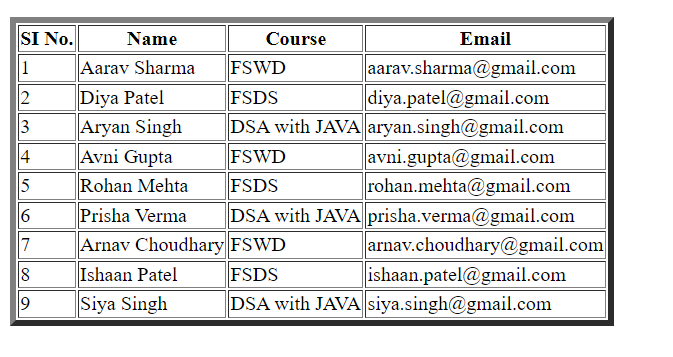 SI No. Name Course Email
1 Aarav Sharma FSWD aarav.sharma@gmail.com
2 Diya Patel FSDS diya.patel@gmail.com
3 Aryan Singh DSA with JAVA aryan.singh@gmail.com
4 Avni Gupta FSWD avni.gupta@gmail.com
5 Rohan Mehta FSDS rohan.mehta@gmail.com
6 Prisha Verma DSA with JAVA prisha.verma@gmail.com
7 Arnav Choudhary FSWD arnav.choudhary@gmail.com
8 Ishaan Patel FSDS ishaan.patel@gmail.com
9 Siya Singh DSA with JAVA siya.singh@gmail.com